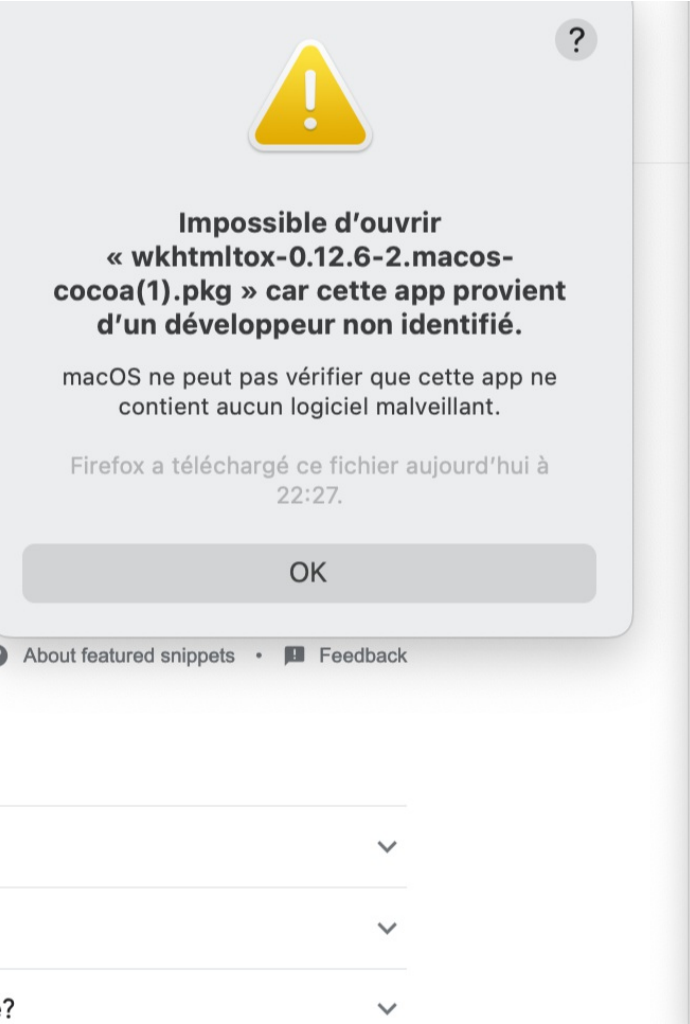 ?
Impossible d’ouvrir
« wkhtmltox-0.12.6-2.macos-
cocoa(1).pkg » car cette app provient
d’un développeur non identifié.
macOS ne peut pas vérifier que cette app ne
contient aucun logiciel malveillant.
Firefox a téléchargé ce fichier aujourd’hui à
22:27.
OK
About featured snippets • Feedback
?